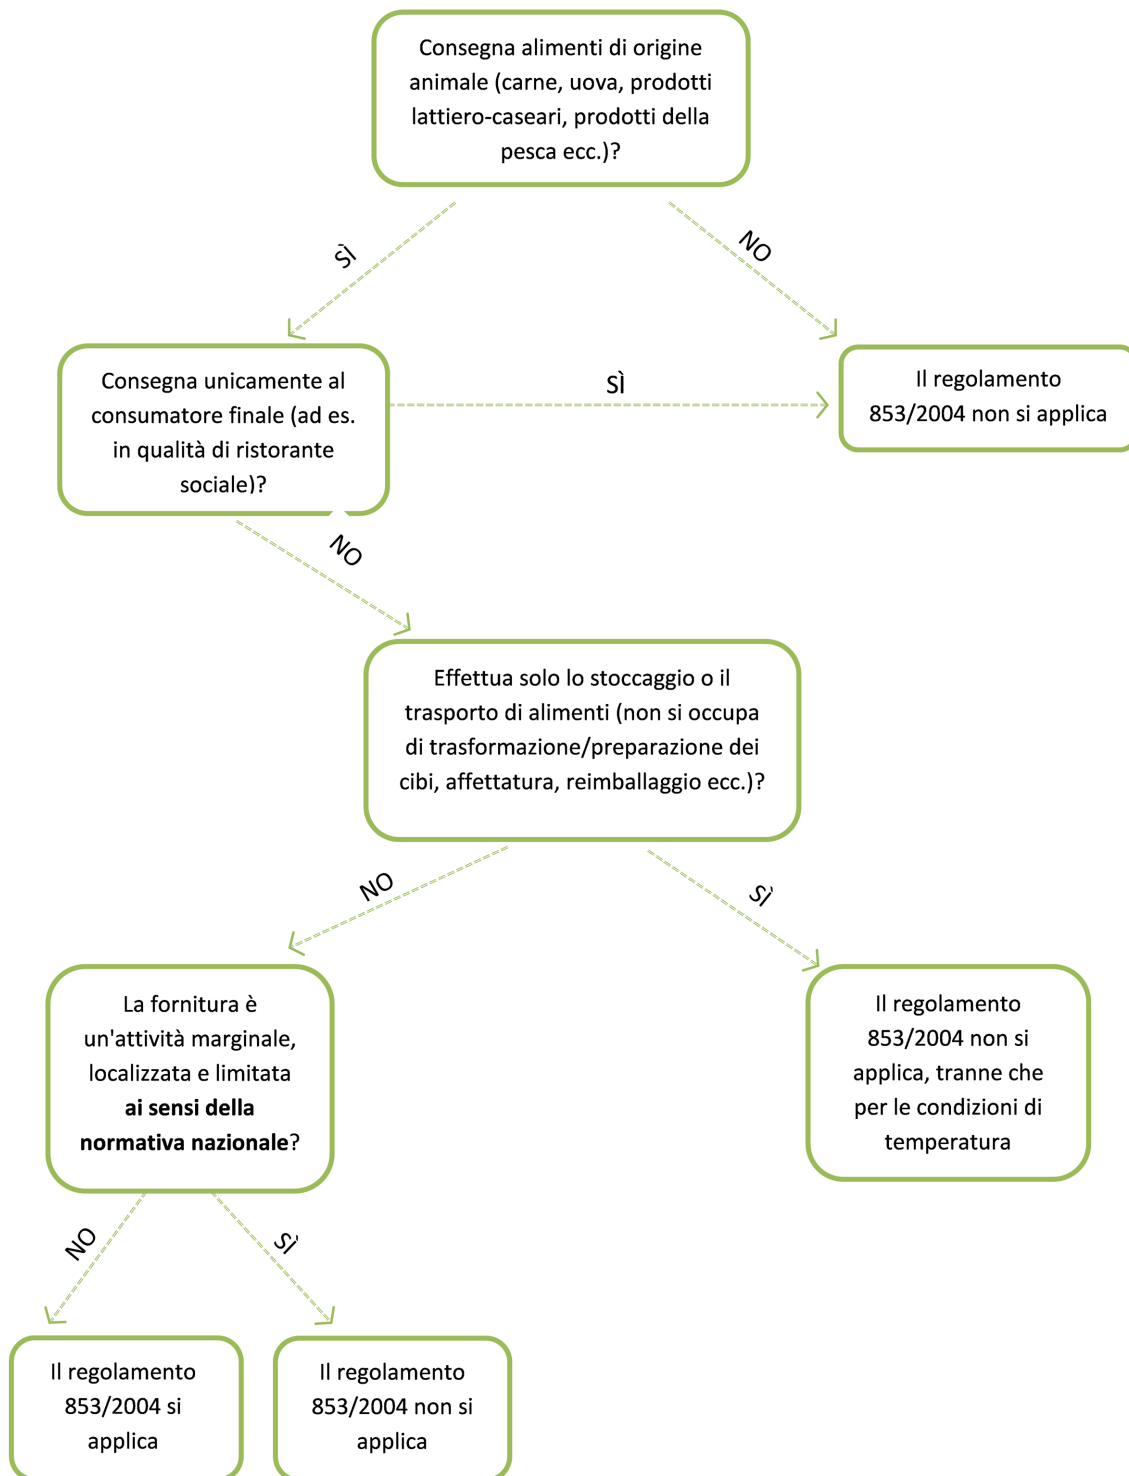 Consegna alimenti di origine
animale (carne, uova, prodotti
lattiero-caseari, prodotti della
pesca ecc.)?
SÌ
NO
Consegna unicamente al
consumatore finale (ad es.
in qualità di ristorante
sociale)?
SÌ
Il regolamento
853/2004 non si applica
NO
Effettua solo lo stoccaggio o il
trasporto di alimenti (non si occupa
di trasformazione/preparazione dei
cibi, affettatura, reimballaggio ecc.)?
NO
SÌ
La fornitura è
un'attività marginale,
localizzata e limitata
ai sensi della
normativa nazionale?
Il regolamento
853/2004 non si
applica, tranne che
per le condizioni di
temperatura
NO
SÌ
Il regolamento
853/2004 si
applica
Il regolamento
853/2004 non si
applica